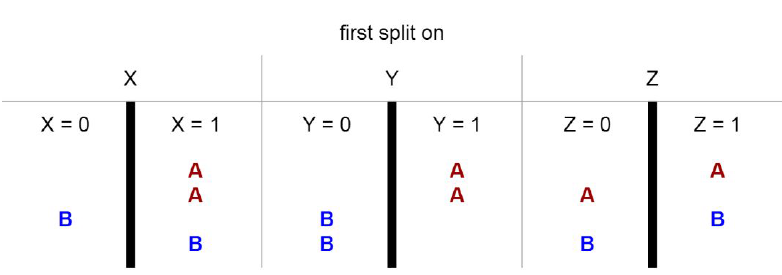 first split on
X Y Z
X = 0 X = 1 Y = 0 Y = 1 Z = 0 Z = 1
A A A
A A A
B B B
B B B